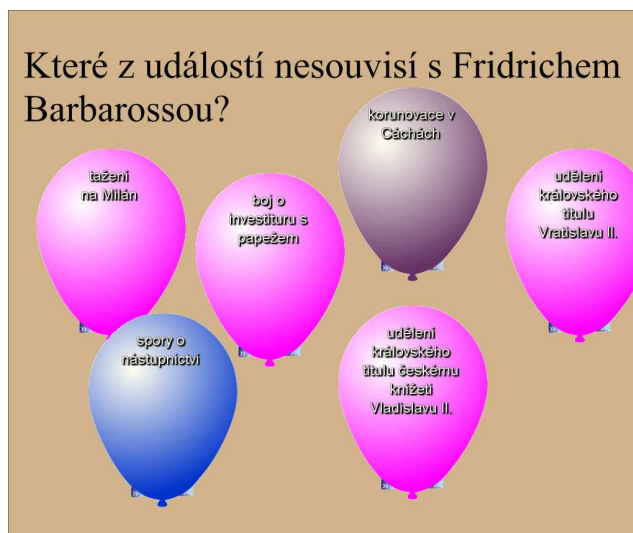 Které z událostí nesouvisí s Fridrichem
Barbarossou?
korunovace v
Cáchách
tažení
na Milán
boj o
investituru s
papežem
udělení
královského
titulu
Vratislavu II.
spory o
nástupnictví
udělení
královského
titulu českému
knížeti
Vladislavu II.